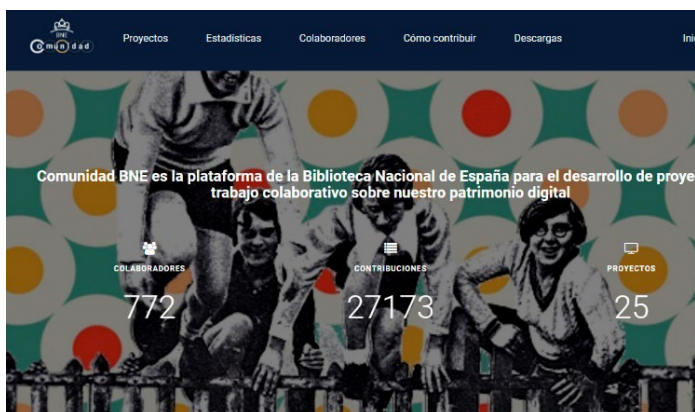 BNE
Comunidad
Proyectos
Estadísticas
Colaboradores
Cómo contribuir
Descargas
Comunidad BNE es la plataforma de la Biblioteca Nacional de España para el desarrollo de
trabajo colaborativo sobre nuestro patrimonio digital
COLABORADORES
CONTRIBUCIONES
PROYECTOS
772
27173
25